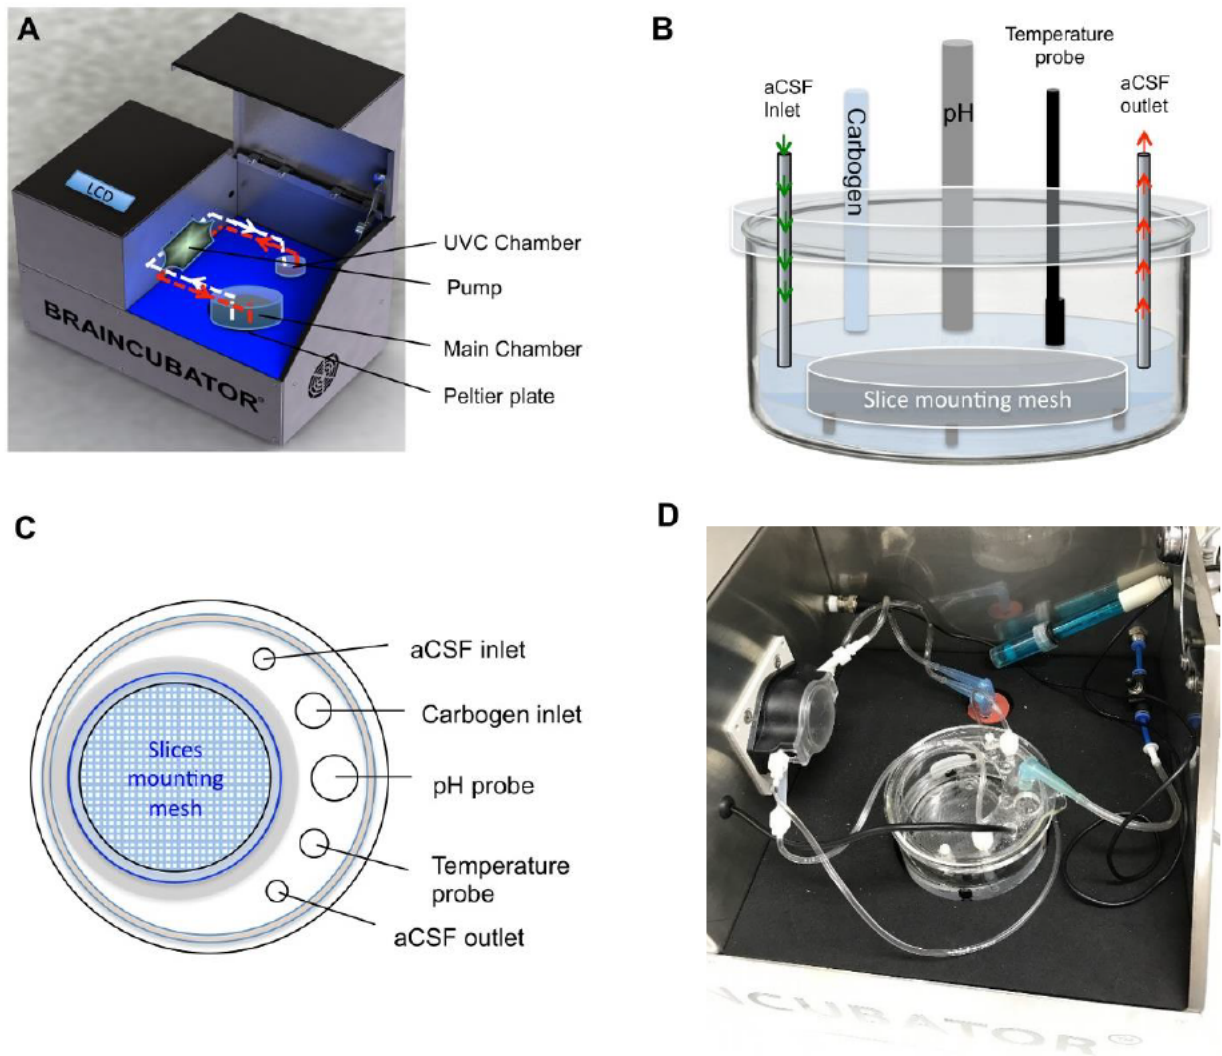 A
LCD
BRAINCUBATOR®
UVC Chamber
Pump
Main Chamber
Peltier plate
B
aCSF
Inlet
Carbogen
pH
Temperature
probe
aCSF
outlet
Slice mounting mesh
C
Slices
mounting
mesh
aCSF inlet
Carbogen inlet
pH probe
Temperature
probe
aCSF outlet
D
NCUBATOR®